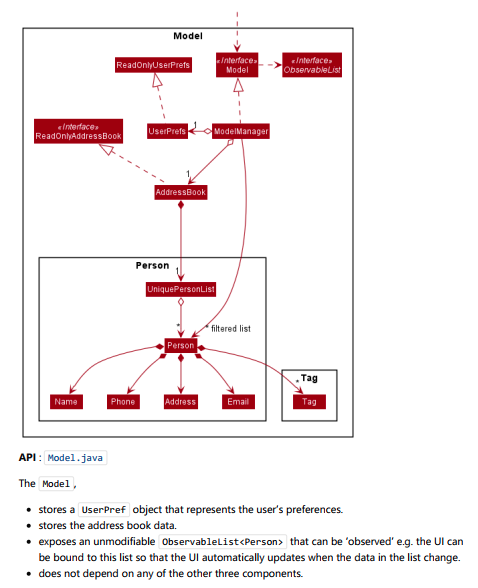 Model
«Interface»
Model
«Interface»
ObservableList
ReadOnlyUserPrefs
«Interface»
ReadOnlyAddressBook
UserPrefs
1
ModelManager
1
AddressBook
Person
1
UniquePersonList
*
* filtered list
Person
Tag
*
Name
Phone
Address
Email
Tag
API : Model.java
The Model,
• stores a UserPref object that represents the user’s preferences.
• stores the address book data.
• exposes an unmodifiable ObservableList<Person> that can be ‘observed’ e.g. the UI can
be bound to this list so that the UI automatically updates when the data in the list change.
• does not depend on any of the other three components.